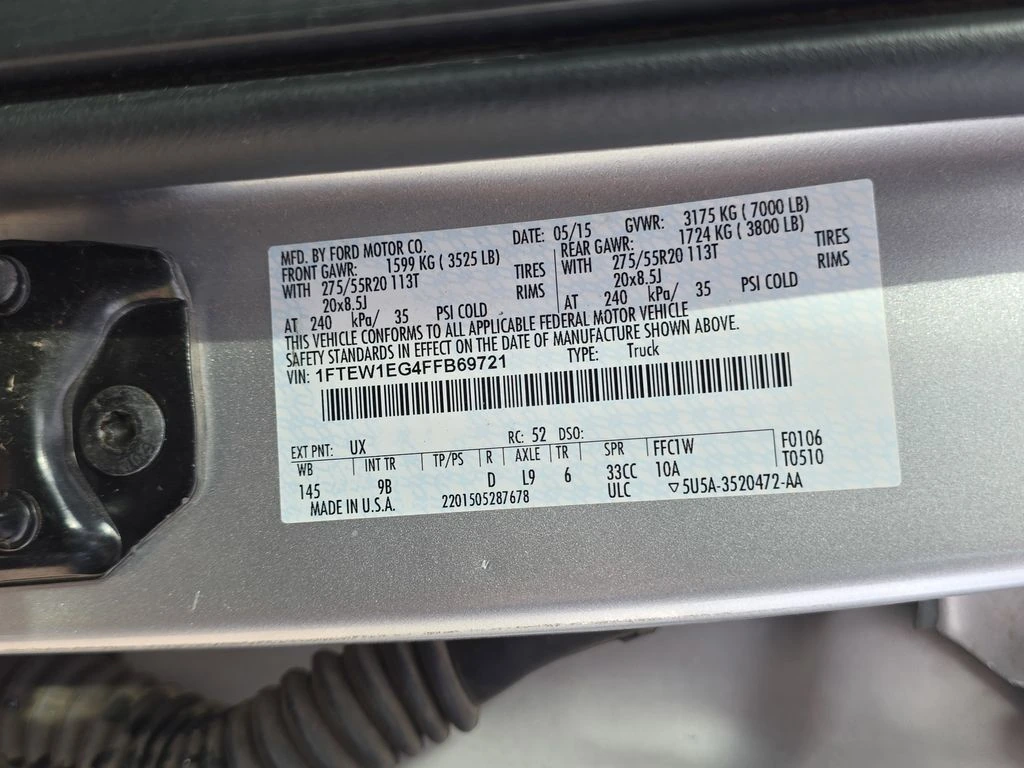 MFD. BY FORD MOTOR CO. DATE: 05/15 GVWR: 3175 KG ( 7000 LB)
FRONT GAWR: 1599 KG ( 3525 LB) REAR GAWR: 1724 KG ( 3800 LB)
WITH 275/55R20 113T TIRES WITH 275/55R20 113T TIRES
20x8.5J RIMS 20x8.5J RIMS
AT 240 kPa/ 35 PSI COLD AT 240 kPa/ 35 PSI COLD
THIS VEHICLE CONFORMS TO ALL APPLICABLE FEDERAL MOTOR VEHICLE
SAFETY STANDARDS IN EFFECT ON THE DATE OF MANUFACTURE SHOWN ABOVE.
VIN: 1FTEW1EG4FFB69721 TYPE: Truck
EXT PNT: UX RC: 52 DSO: F0106
WB INT TR TP/PS R AXLE TR SPR FFC1W T0510
145 9B D L9 6 33CC 10A
MADE IN U.S.A. 2201505287678 ULC ▽5U5A-3520472-AA